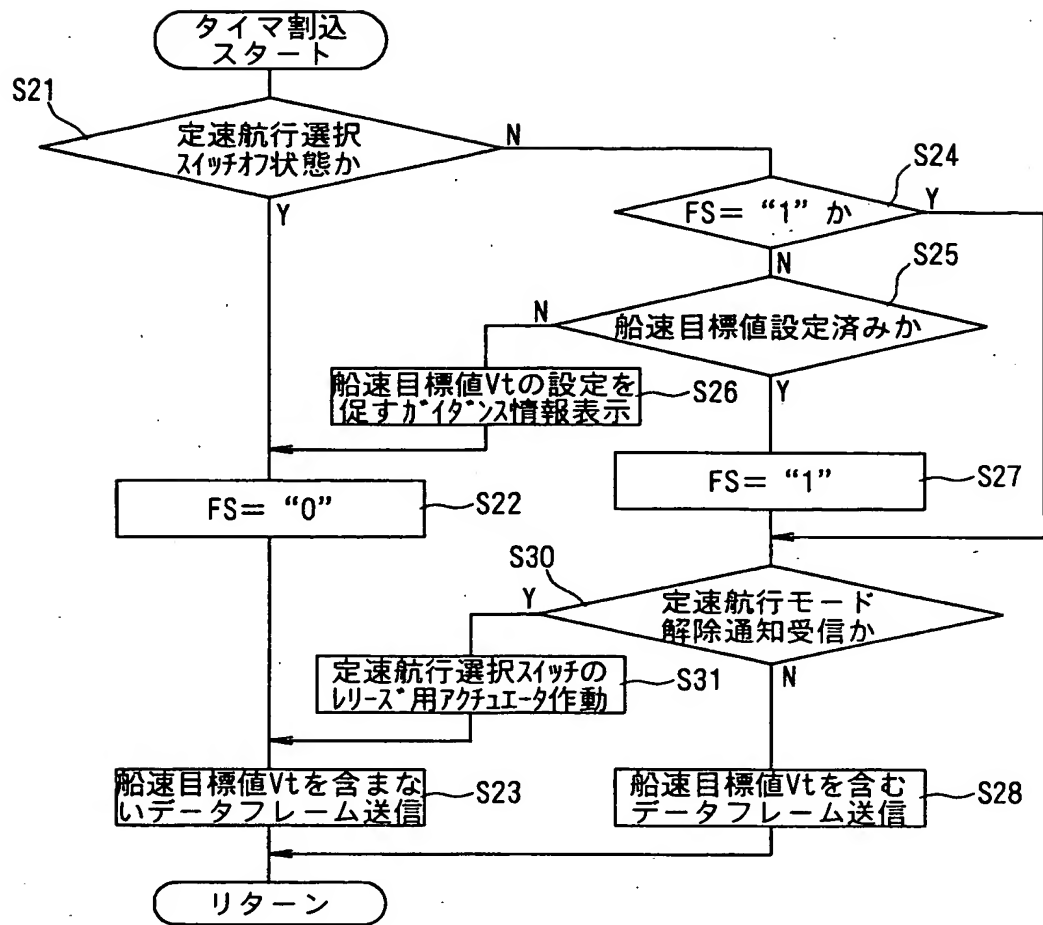 タイマ割込
スタート
S21
定速航行選択
スイッチオフ状態か
N
Y
S24
FS= “1” か
Y
N
S25
船速目標値設定済みか
N
Y
船速目標値Vtの設定を
促すガイダンス情報表示
S26
FS= “1”
S27
FS= “0”
S22
S30
定速航行モード
解除通知受信か
Y
N
定速航行選択スイッチの
レリーズ用アクチュエータ作動
S31
船速目標値Vtを含まな
いデータフレーム送信
S23
船速目標値Vtを含む
データフレーム送信
S28
リターン